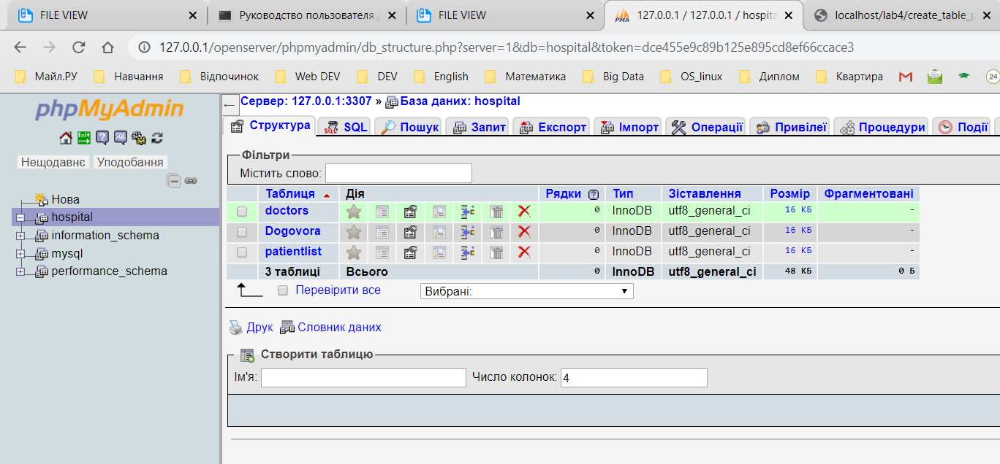 FILE VIEW
Руководство пользователя
FILE VIEW
127.0.0.1 / 127.0.0.1 / hospita
localhost/lab4/create_table_p
127.0.0.1/openserver/phpmyadmin/db_structure.php?server=1&db=hospital&token=dce455e9c89b125e895cd8ef66ccace3
Майл.РУ Навчання Відпочинок Web DEV DEV English Математика Big Data OS_linux Диплом Квартира 24
phpMyAdmin
Нещодавнє Уподобання
Нова
hospital
information_schema
mysql
performance_schema
Сервер: 127.0.0.1:3307 » База даних: hospital
Структура SQL Пошук Запит Експорт Імпорт Операції Привілеї Процедури Події
Фільтри
Містить слово:
Таблиця Дія Рядки Тип Зіставлення Розмір Фрагментовані
doctors 0 InnoDB utf8_general_ci 16 КБ -
Dogovora 0 InnoDB utf8_general_ci 16 КБ -
patientlist 0 InnoDB utf8_general_ci 16 КБ -
3 таблиці Всього 0 InnoDB utf8_general_ci 48 КБ 0 Б
Перевірити все Вибрані:
Друк Словник даних
Створити таблицю
Ім'я: Число колонок: 4